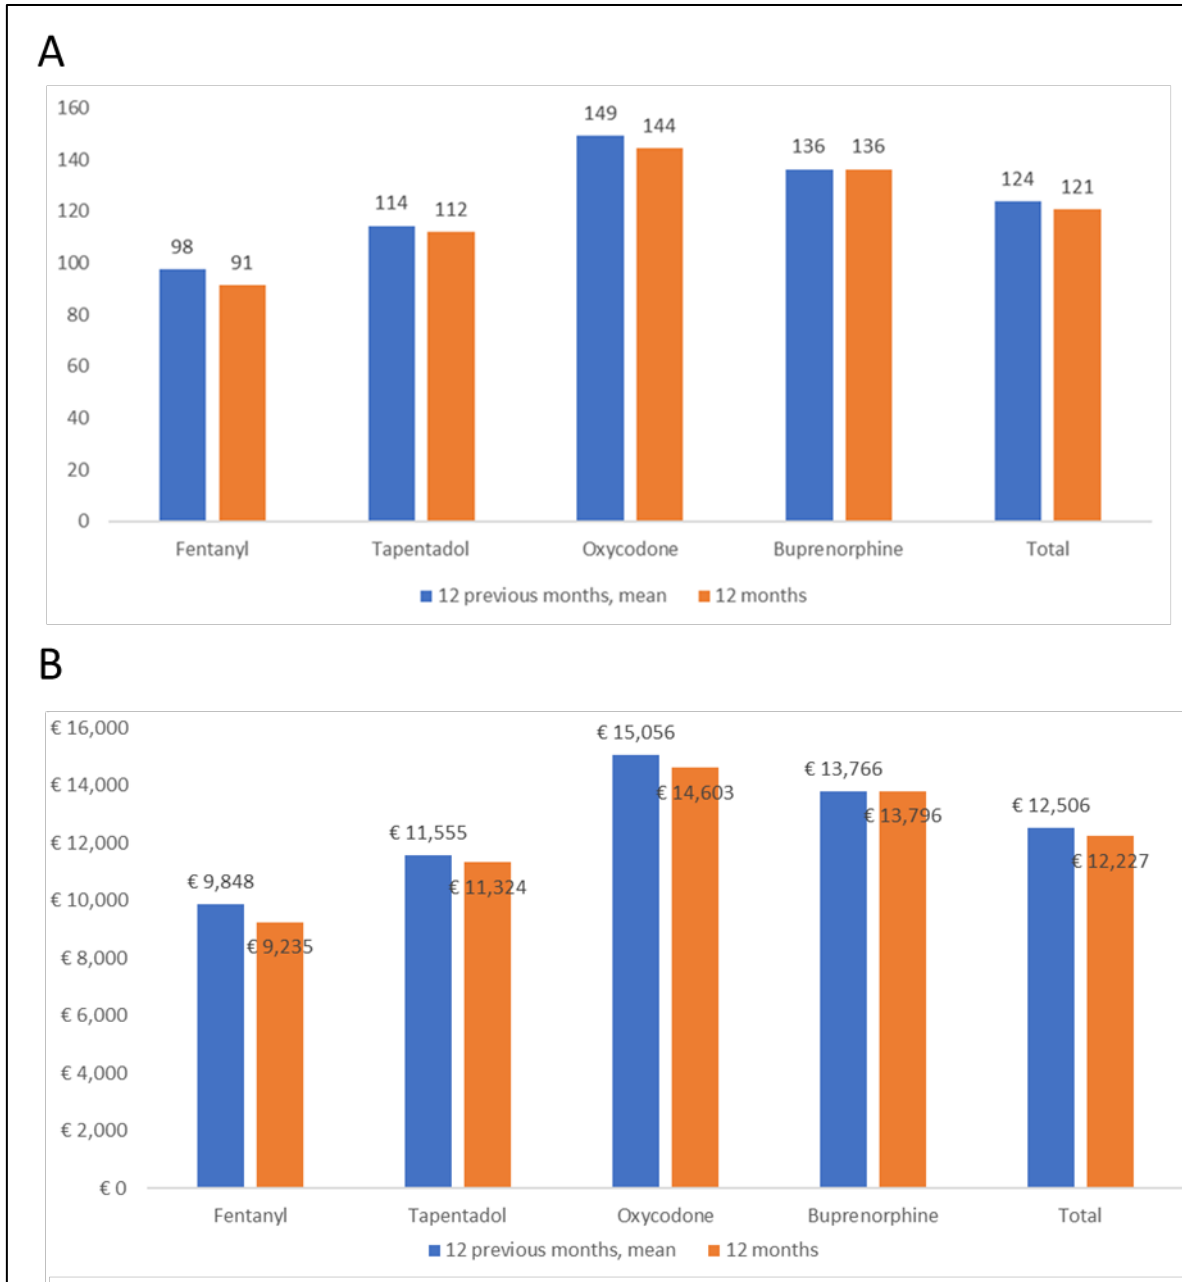 A
160
140
120
100
80
60
40
20
0
98
91
114
112
149
144
136
136
124
121
Fentanyl
Tapentadol
Oxycodone
Buprenorphine
Total
12 previous months, mean
12 months
B
€ 16,000
€ 14,000
€ 12,000
€ 10,000
€ 8,000
€ 6,000
€ 4,000
€ 2,000
€ 0
€ 9,848
€ 9,235
€ 11,555
€ 11,324
€ 15,056
€ 14,603
€ 13,766
€ 13,796
€ 12,506
€ 12,227
Fentanyl
Tapentadol
Oxycodone
Buprenorphine
Total
12 previous months, mean
12 months